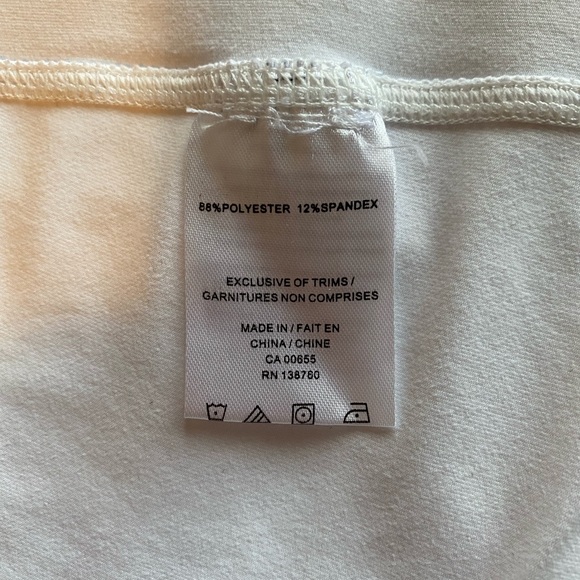 88%POLYESTER 12%SPANDEX
EXCLUSIVE OF TRIMS /
GARNITURES NON COMPRISES
MADE IN / FAIT EN
CHINA / CHINE
CA 00655
RN 138760